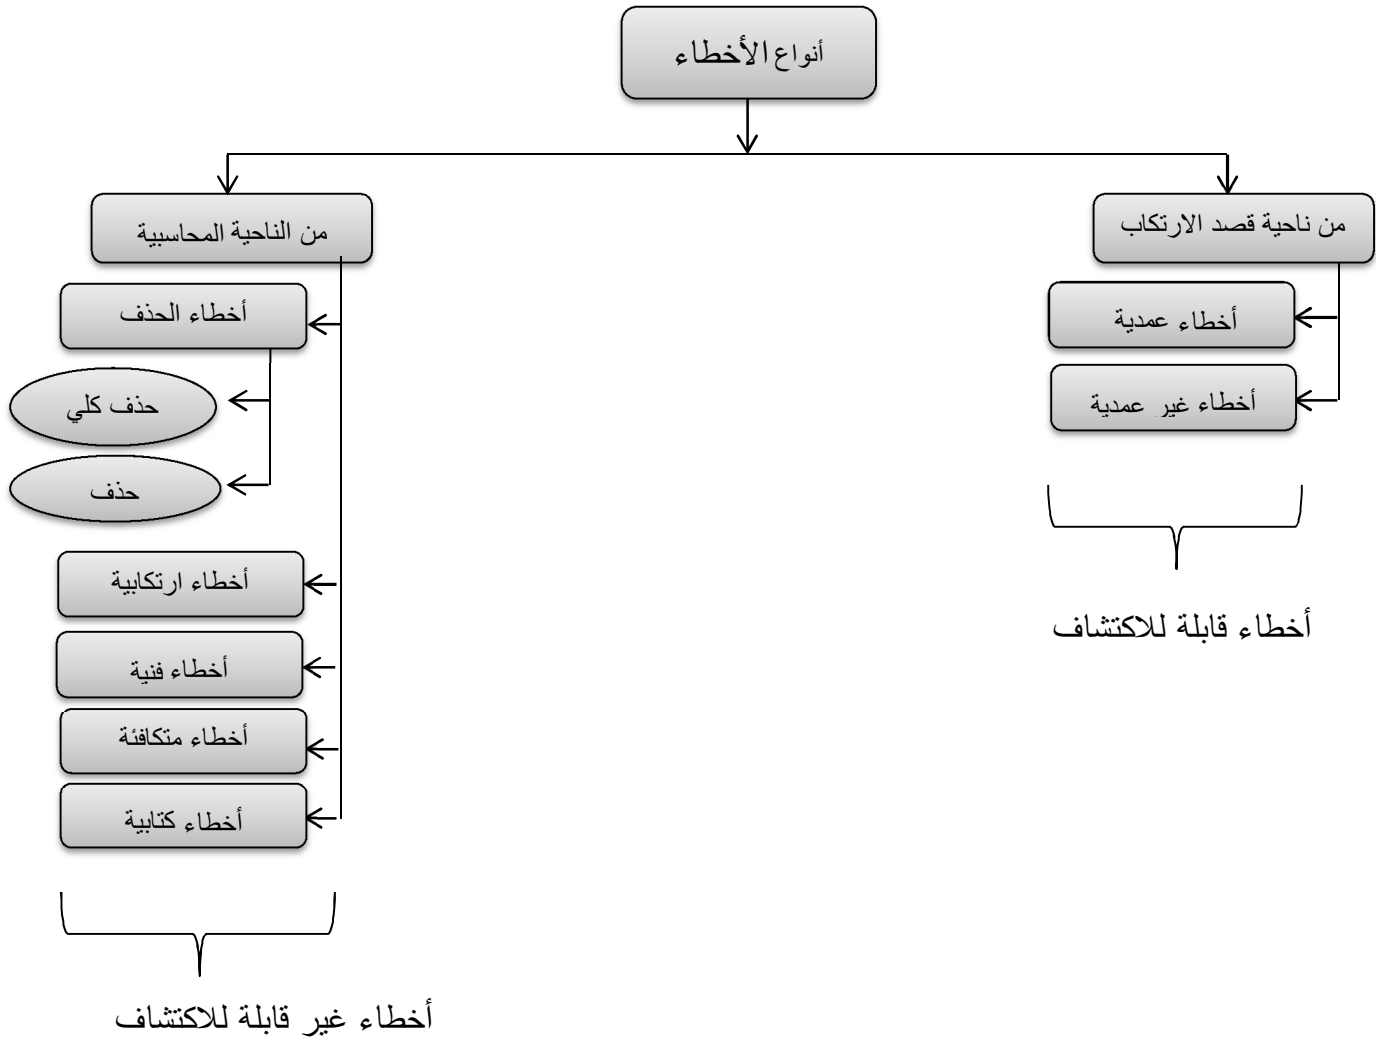 أنواع الأخطاء
من ناحية قصد الارتكاب
أخطاء عمدية
أخطاء غير عمدية
أخطاء قابلة للاكتشاف
من الناحية المحاسبية
أخطاء الحذف
حذف كلي
حذف
أخطاء ارتكابية
أخطاء فنية
أخطاء متكافئة
أخطاء كتابية
أخطاء غير قابلة للاكتشاف